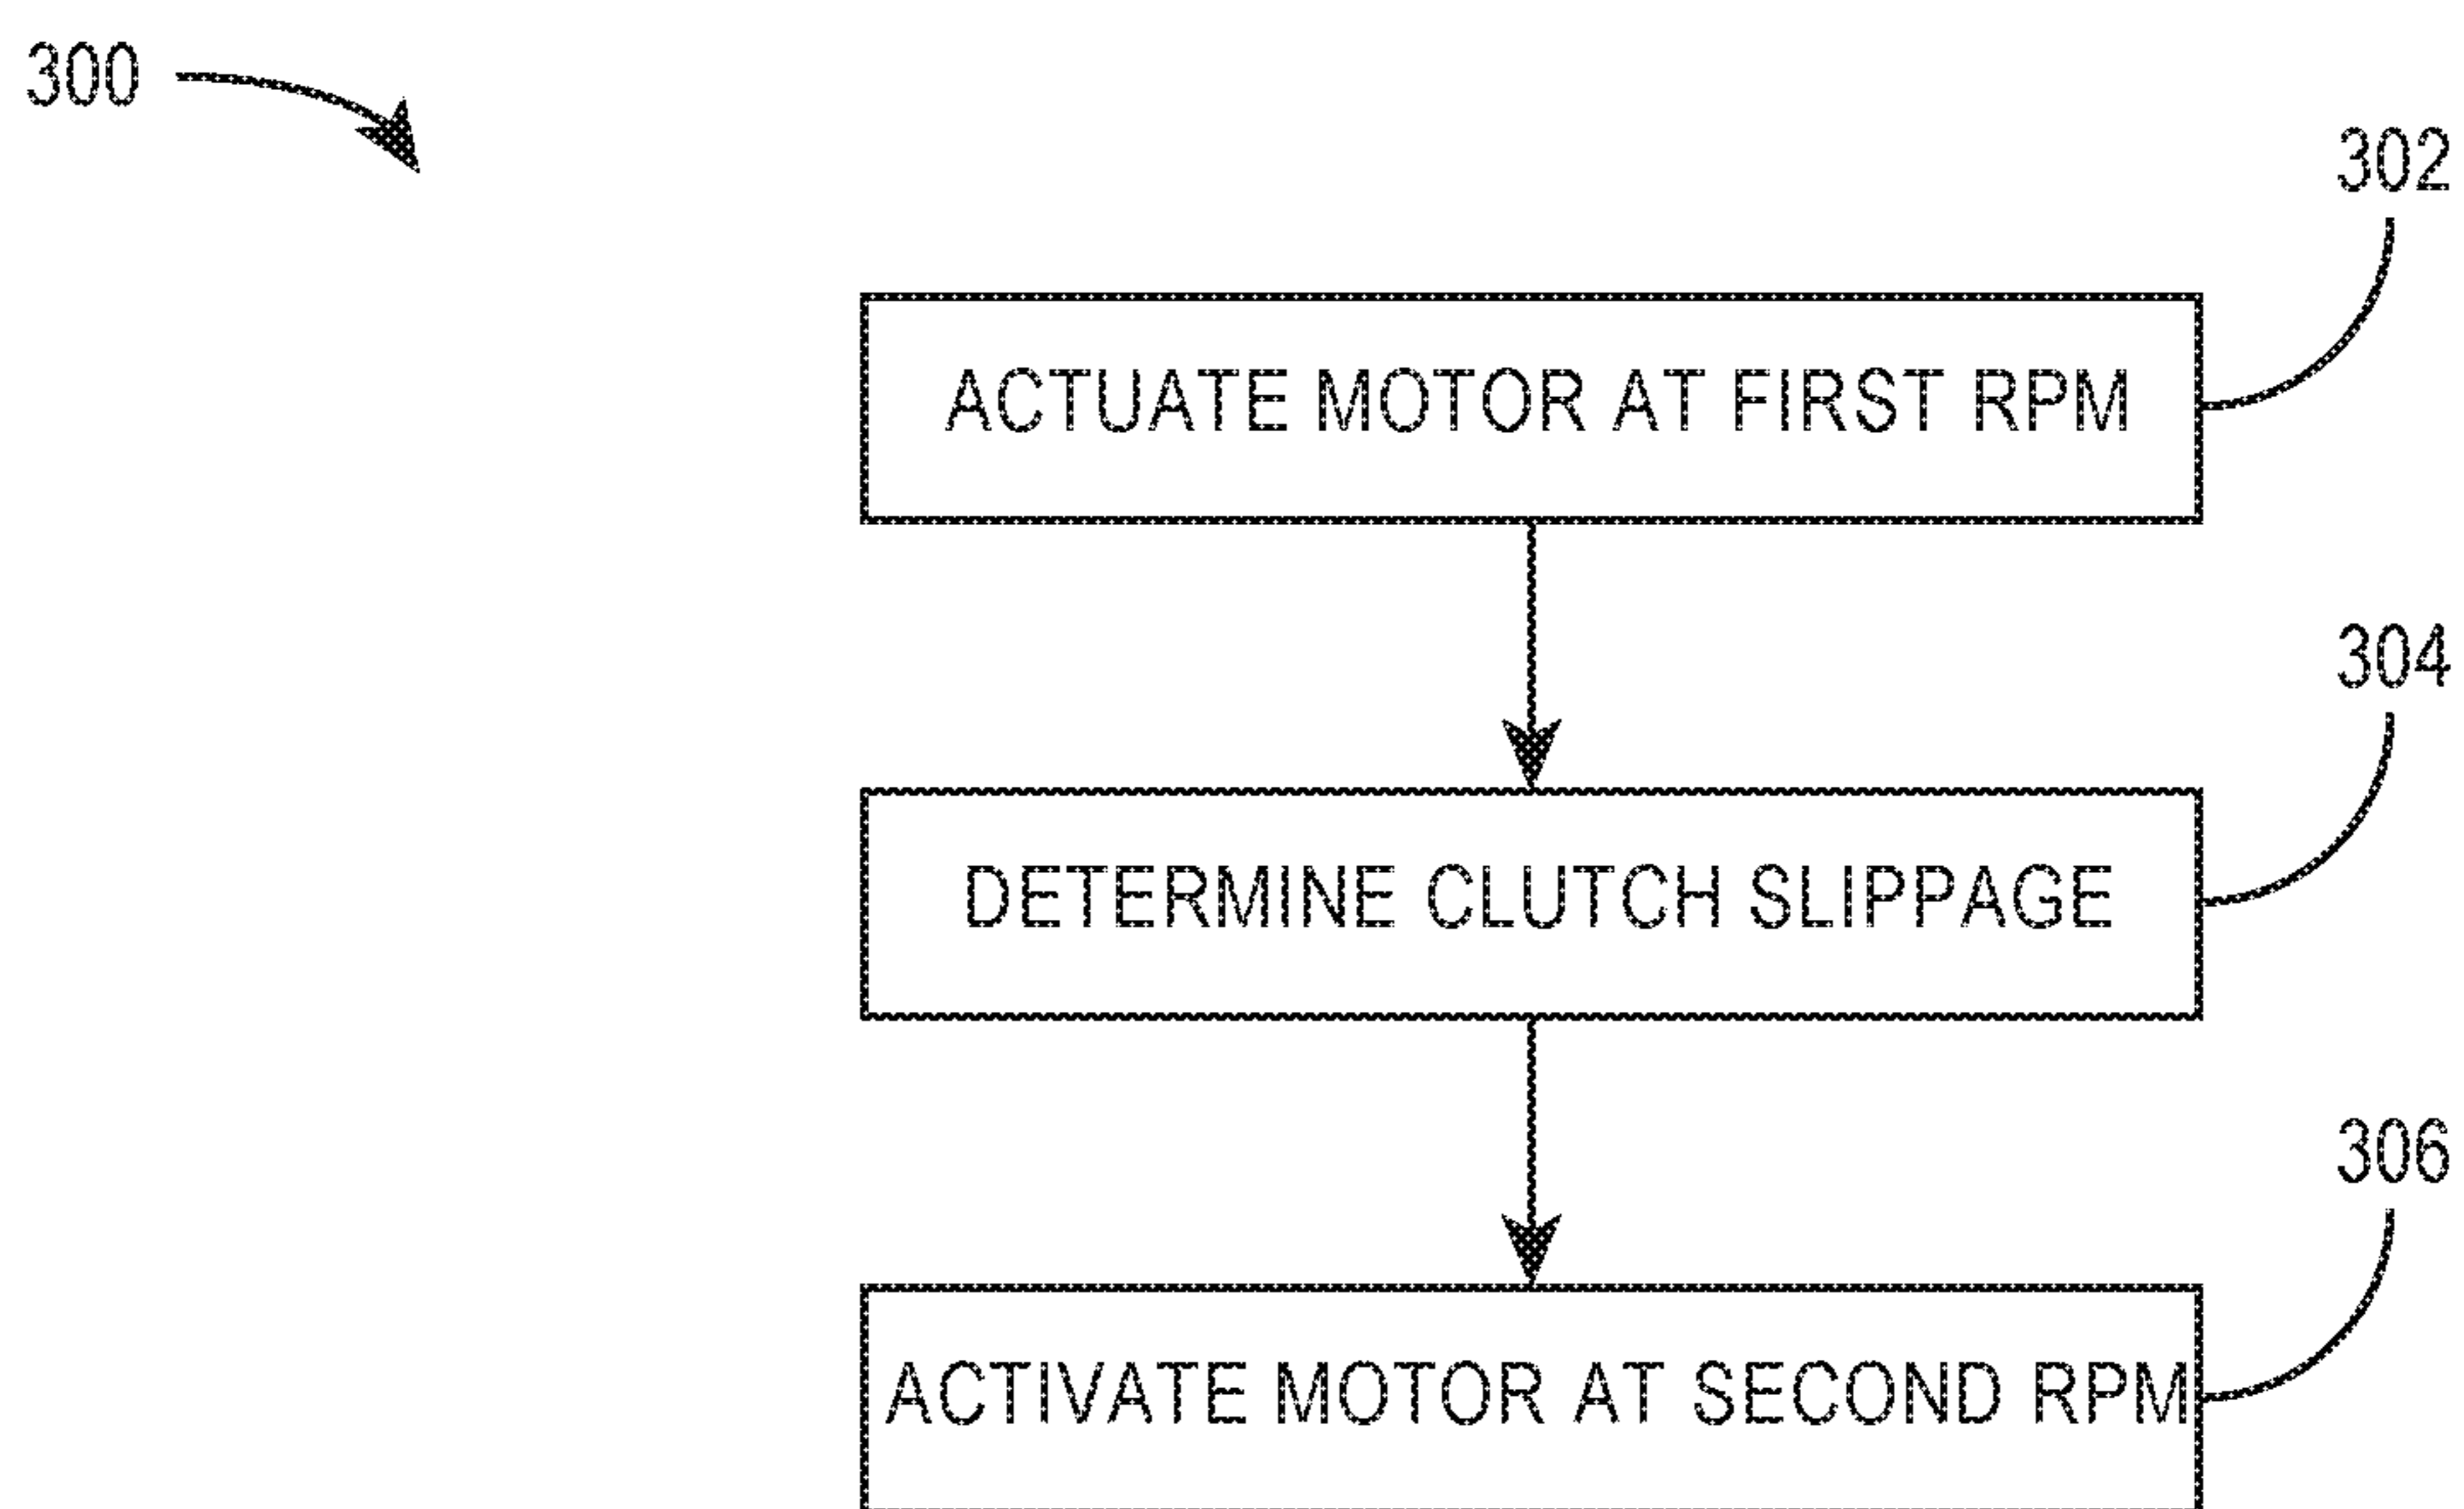 300
302
ACTUATE MOTOR AT FIRST RPM
304
DETERMINE CLUTCH SLIPPAGE
306
ACTIVATE MOTOR AT SECOND RPM